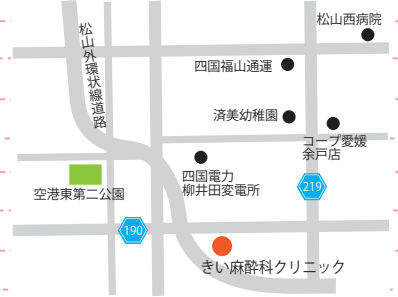 松山西病院
松山外環状線道路
四国福山通運
済美幼稚園
コープ愛媛
余戸店
四国電力
柳井田変電所
219
空港東第二公園
190
きい麻酔科クリニック